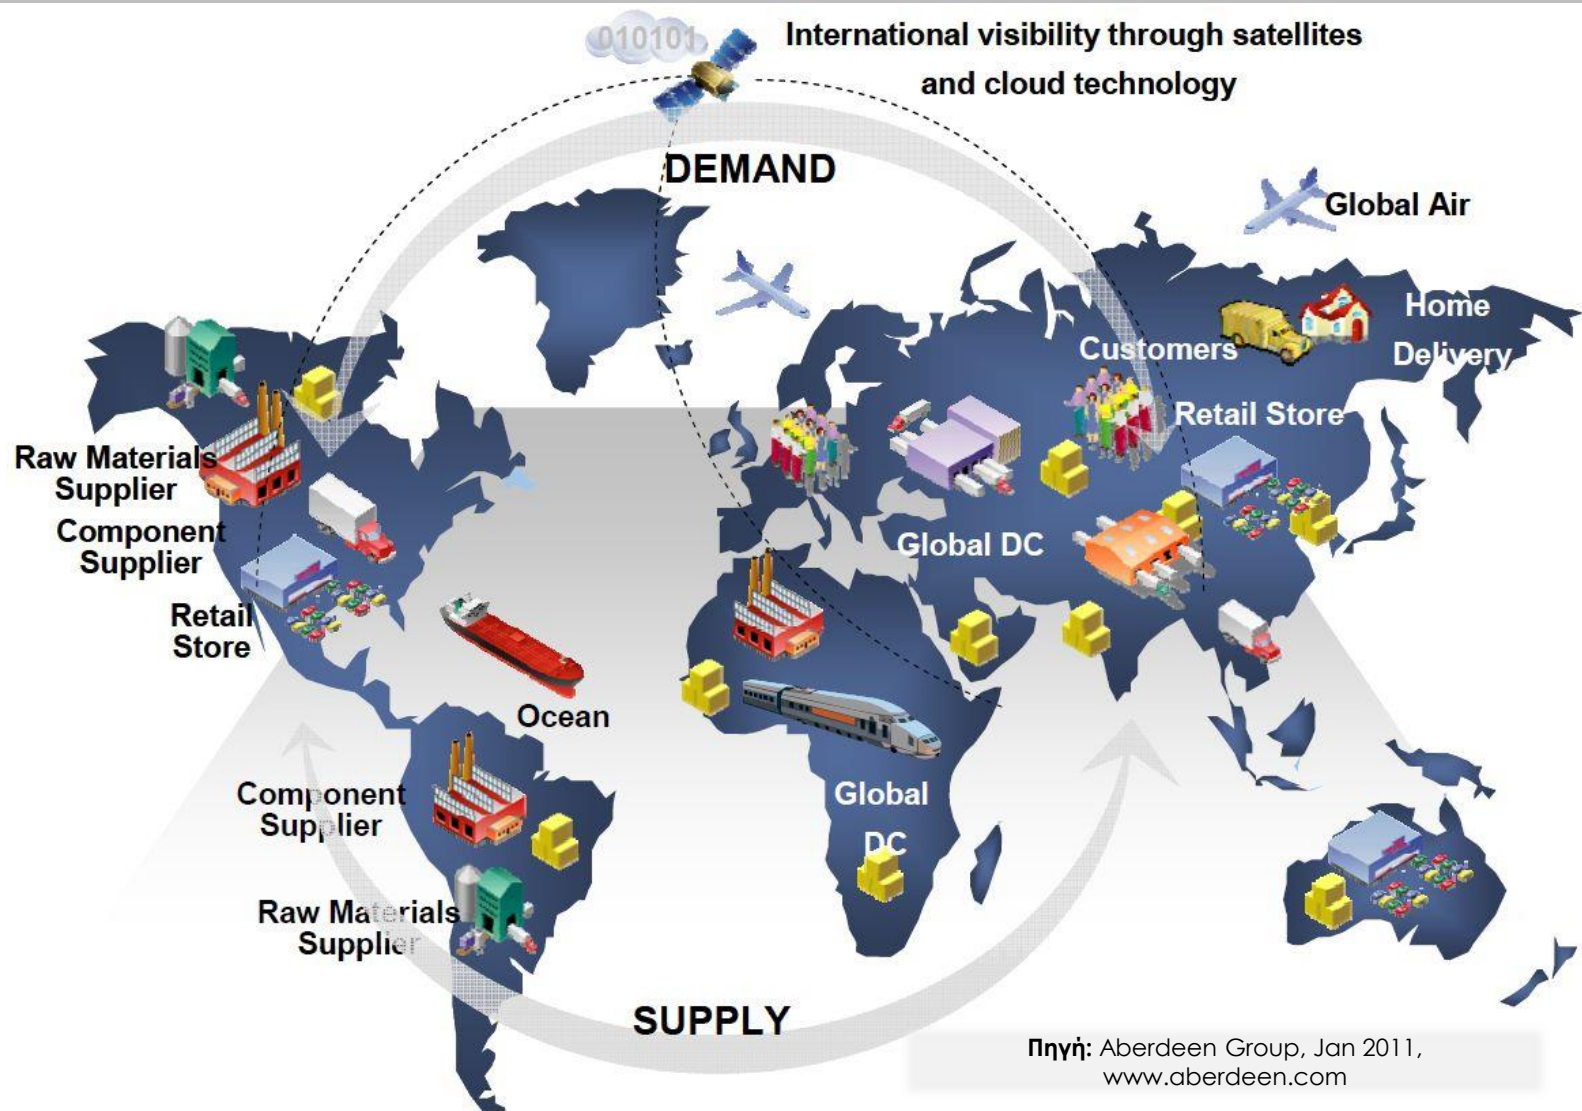 010101
International visibility through satellites
and cloud technology
DEMAND
Global Air
Home
Delivery
Customers
Retail Store
Raw Materials
Supplier
Component
Supplier
Global DC
Retail
Store
Ocean
Component
Supplier
Global
DC
Raw Materials
Supplier
SUPPLY
Πηγή: Aberdeen Group, Jan 2011,
www.aberdeen.com